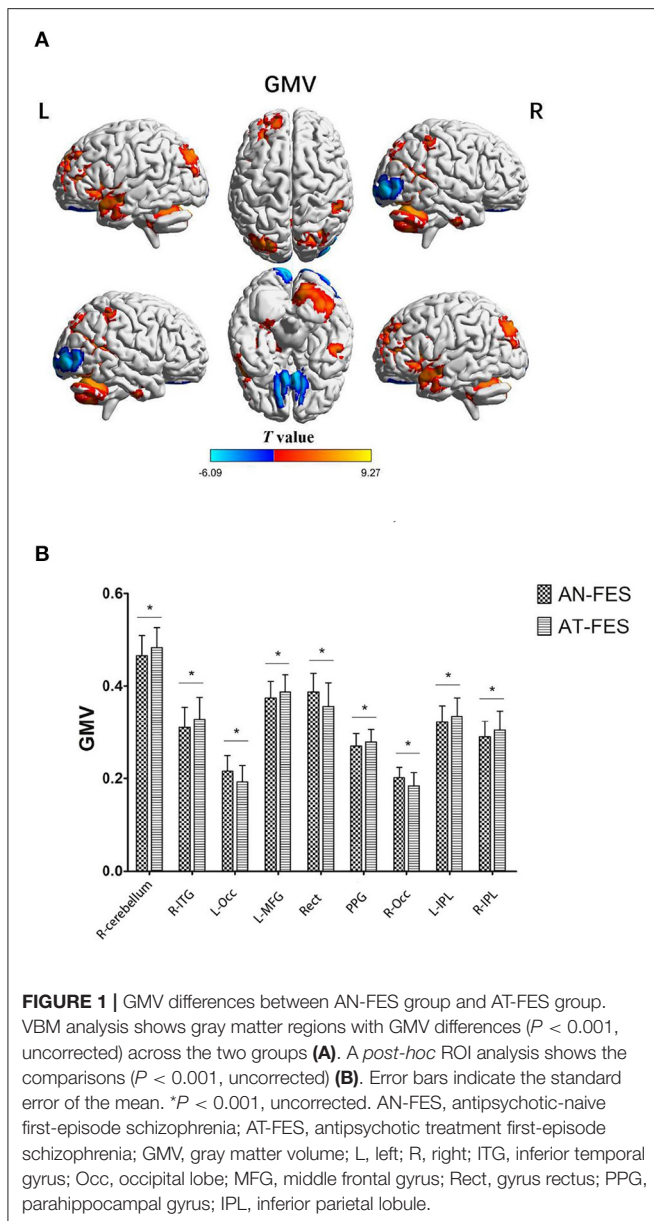 A
GMV
L
R
T value
-6.09
9.27
B
0.6
0.4
0.2
0.0
GMV
AN-FES
AT-FES
*
*
*
*
*
*
*
*
*
R-cerebellum
R-ITG
L-Occ
L-MFG
Rect
PPG
R-Occ
L-IPL
R-IPL
FIGURE 1 | GMV differences between AN-FES group and AT-FES group.
VBM analysis shows gray matter regions with GMV differences (P < 0.001,
uncorrected) across the two groups (A). A post-hoc ROI analysis shows the
comparisons (P < 0.001, uncorrected) (B). Error bars indicate the standard
error of the mean. *P < 0.001, uncorrected. AN-FES, antipsychotic-naive
first-episode schizophrenia; AT-FES, antipsychotic treatment first-episode
schizophrenia; GMV, gray matter volume; L, left; R, right; ITG, inferior temporal
gyrus; Occ, occipital lobe; MFG, middle frontal gyrus; Rect, gyrus rectus; PPG,
parahippocampal gyrus; IPL, inferior parietal lobule.